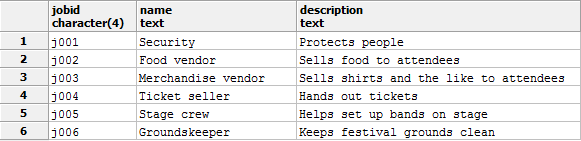 jobid name description
character(4) text text
1 j001 Security Protects people
2 j002 Food vendor Sells food to attendees
3 j003 Merchandise vendor Sells shirts and the like to attendees
4 j004 Ticket seller Hands out tickets
5 j005 Stage crew Helps set up bands on stage
6 j006 Groundskeeper Keeps festival grounds clean